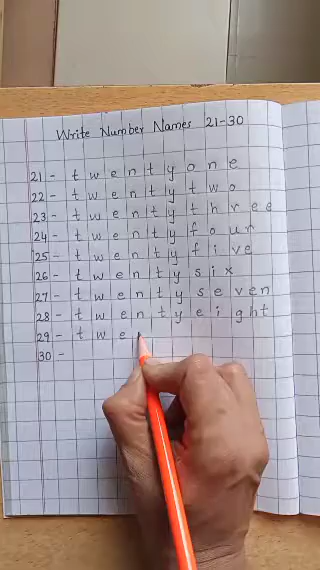 Write Number Names 21-30
21 - twenty one
22 - twenty two
23 - twenty three
24 - twenty four
25 - twenty five
26 - twenty six
27 - twenty seven
28 - twenty eight
29 - twen
30 -